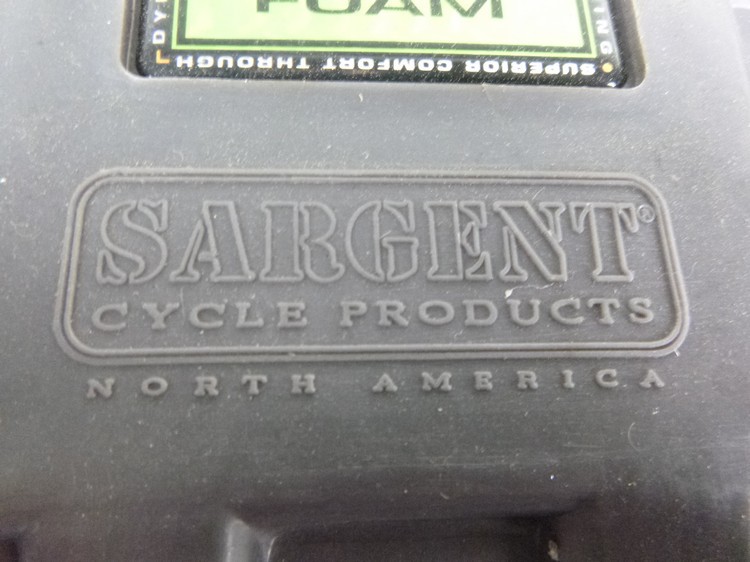 FOAM
SUPERIOR COMFORT THROUGH
SARGENT®
CYCLE PRODUCTS
NORTH AMERICA